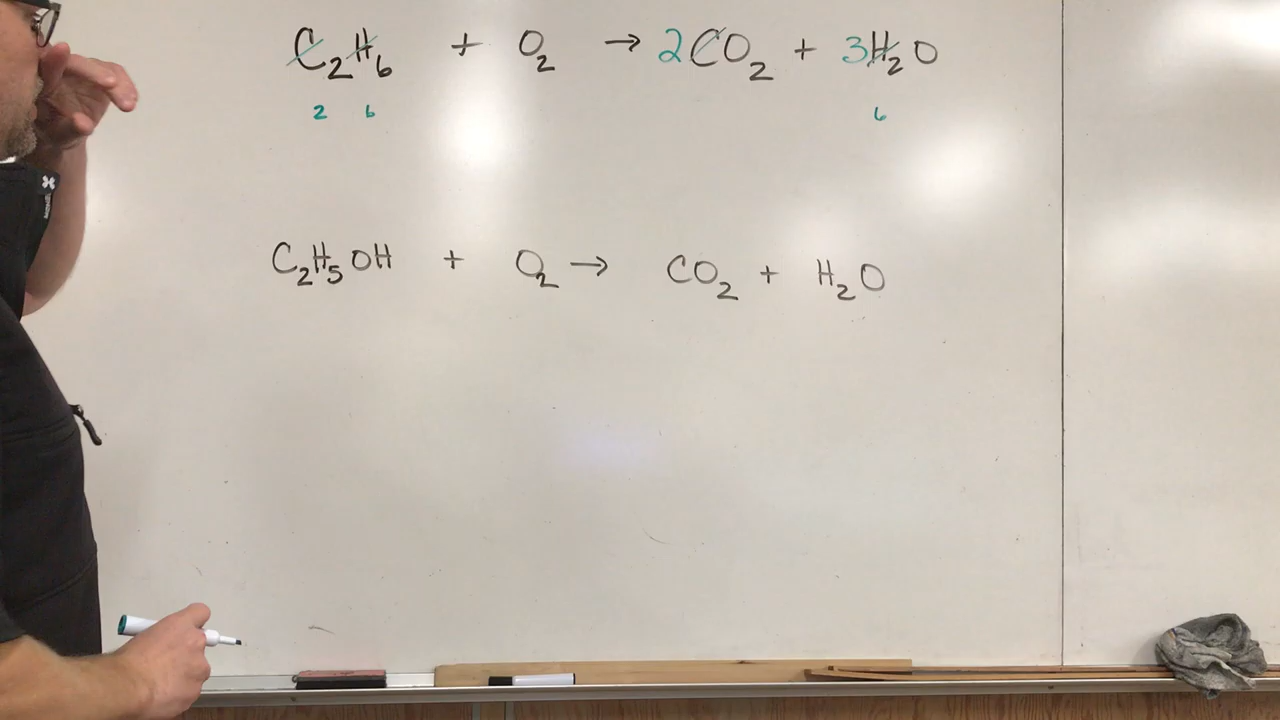 C₂H₆ + O₂ → 2CO₂ + 3H₂O
2 6 6
C₂H₅OH + O₂ → CO₂ + H₂O